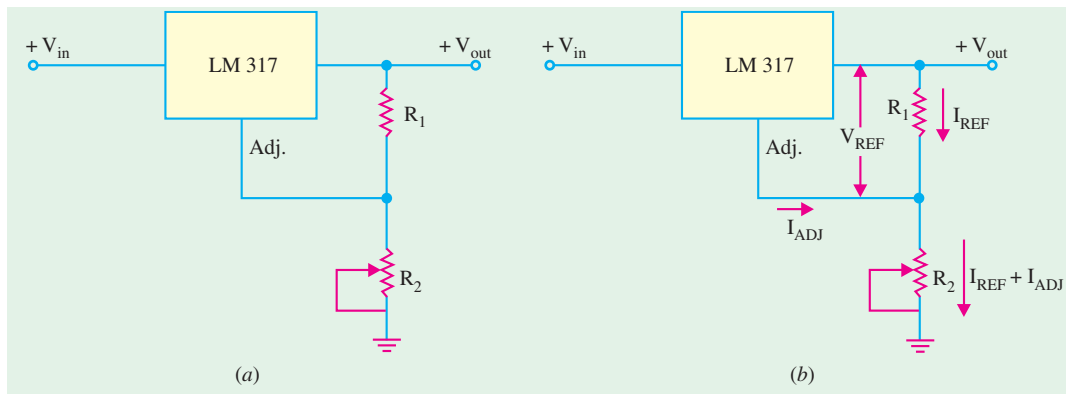 + V_in
LM 317
+ V_out
R_1
Adj.
R_2
(a)
+ V_in
LM 317
+ V_out
R_1
I_REF
V_REF
Adj.
I_ADJ
R_2
I_REF + I_ADJ
(b)